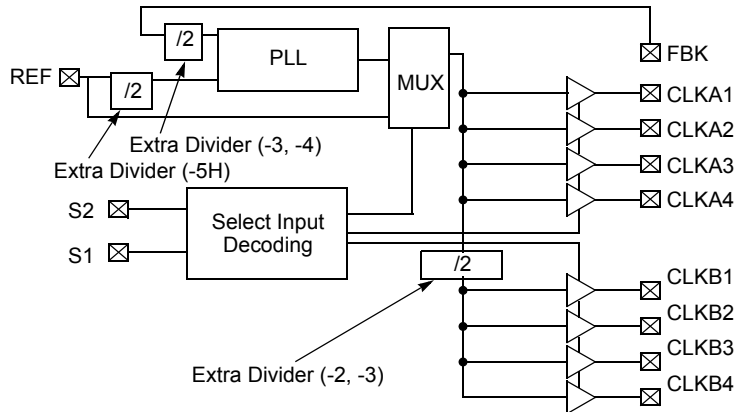 /2
PLL
FBK
REF
/2
MUX
CLKA1
CLKA2
CLKA3
CLKA4
Extra Divider (-3, -4)
Extra Divider (-5H)
S2
S1
Select Input
Decoding
/2
CLKB1
CLKB2
CLKB3
CLKB4
Extra Divider (-2, -3)